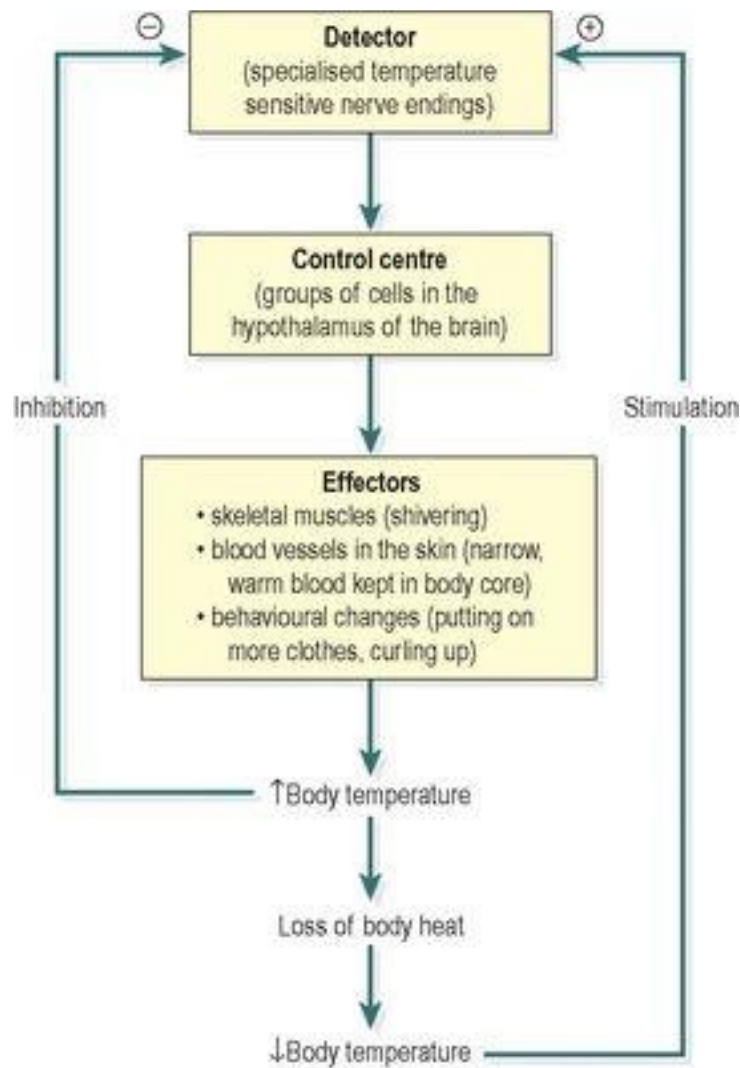 ⊖
⊕
Detector
(specialised temperature
sensitive nerve endings)
Control centre
(groups of cells in the
hypothalamus of the brain)
Inhibition
Stimulation
Effectors
• skeletal muscles (shivering)
• blood vessels in the skin (narrow,
warm blood kept in body core)
• behavioural changes (putting on
more clothes, curling up)
↑Body temperature
Loss of body heat
↓Body temperature